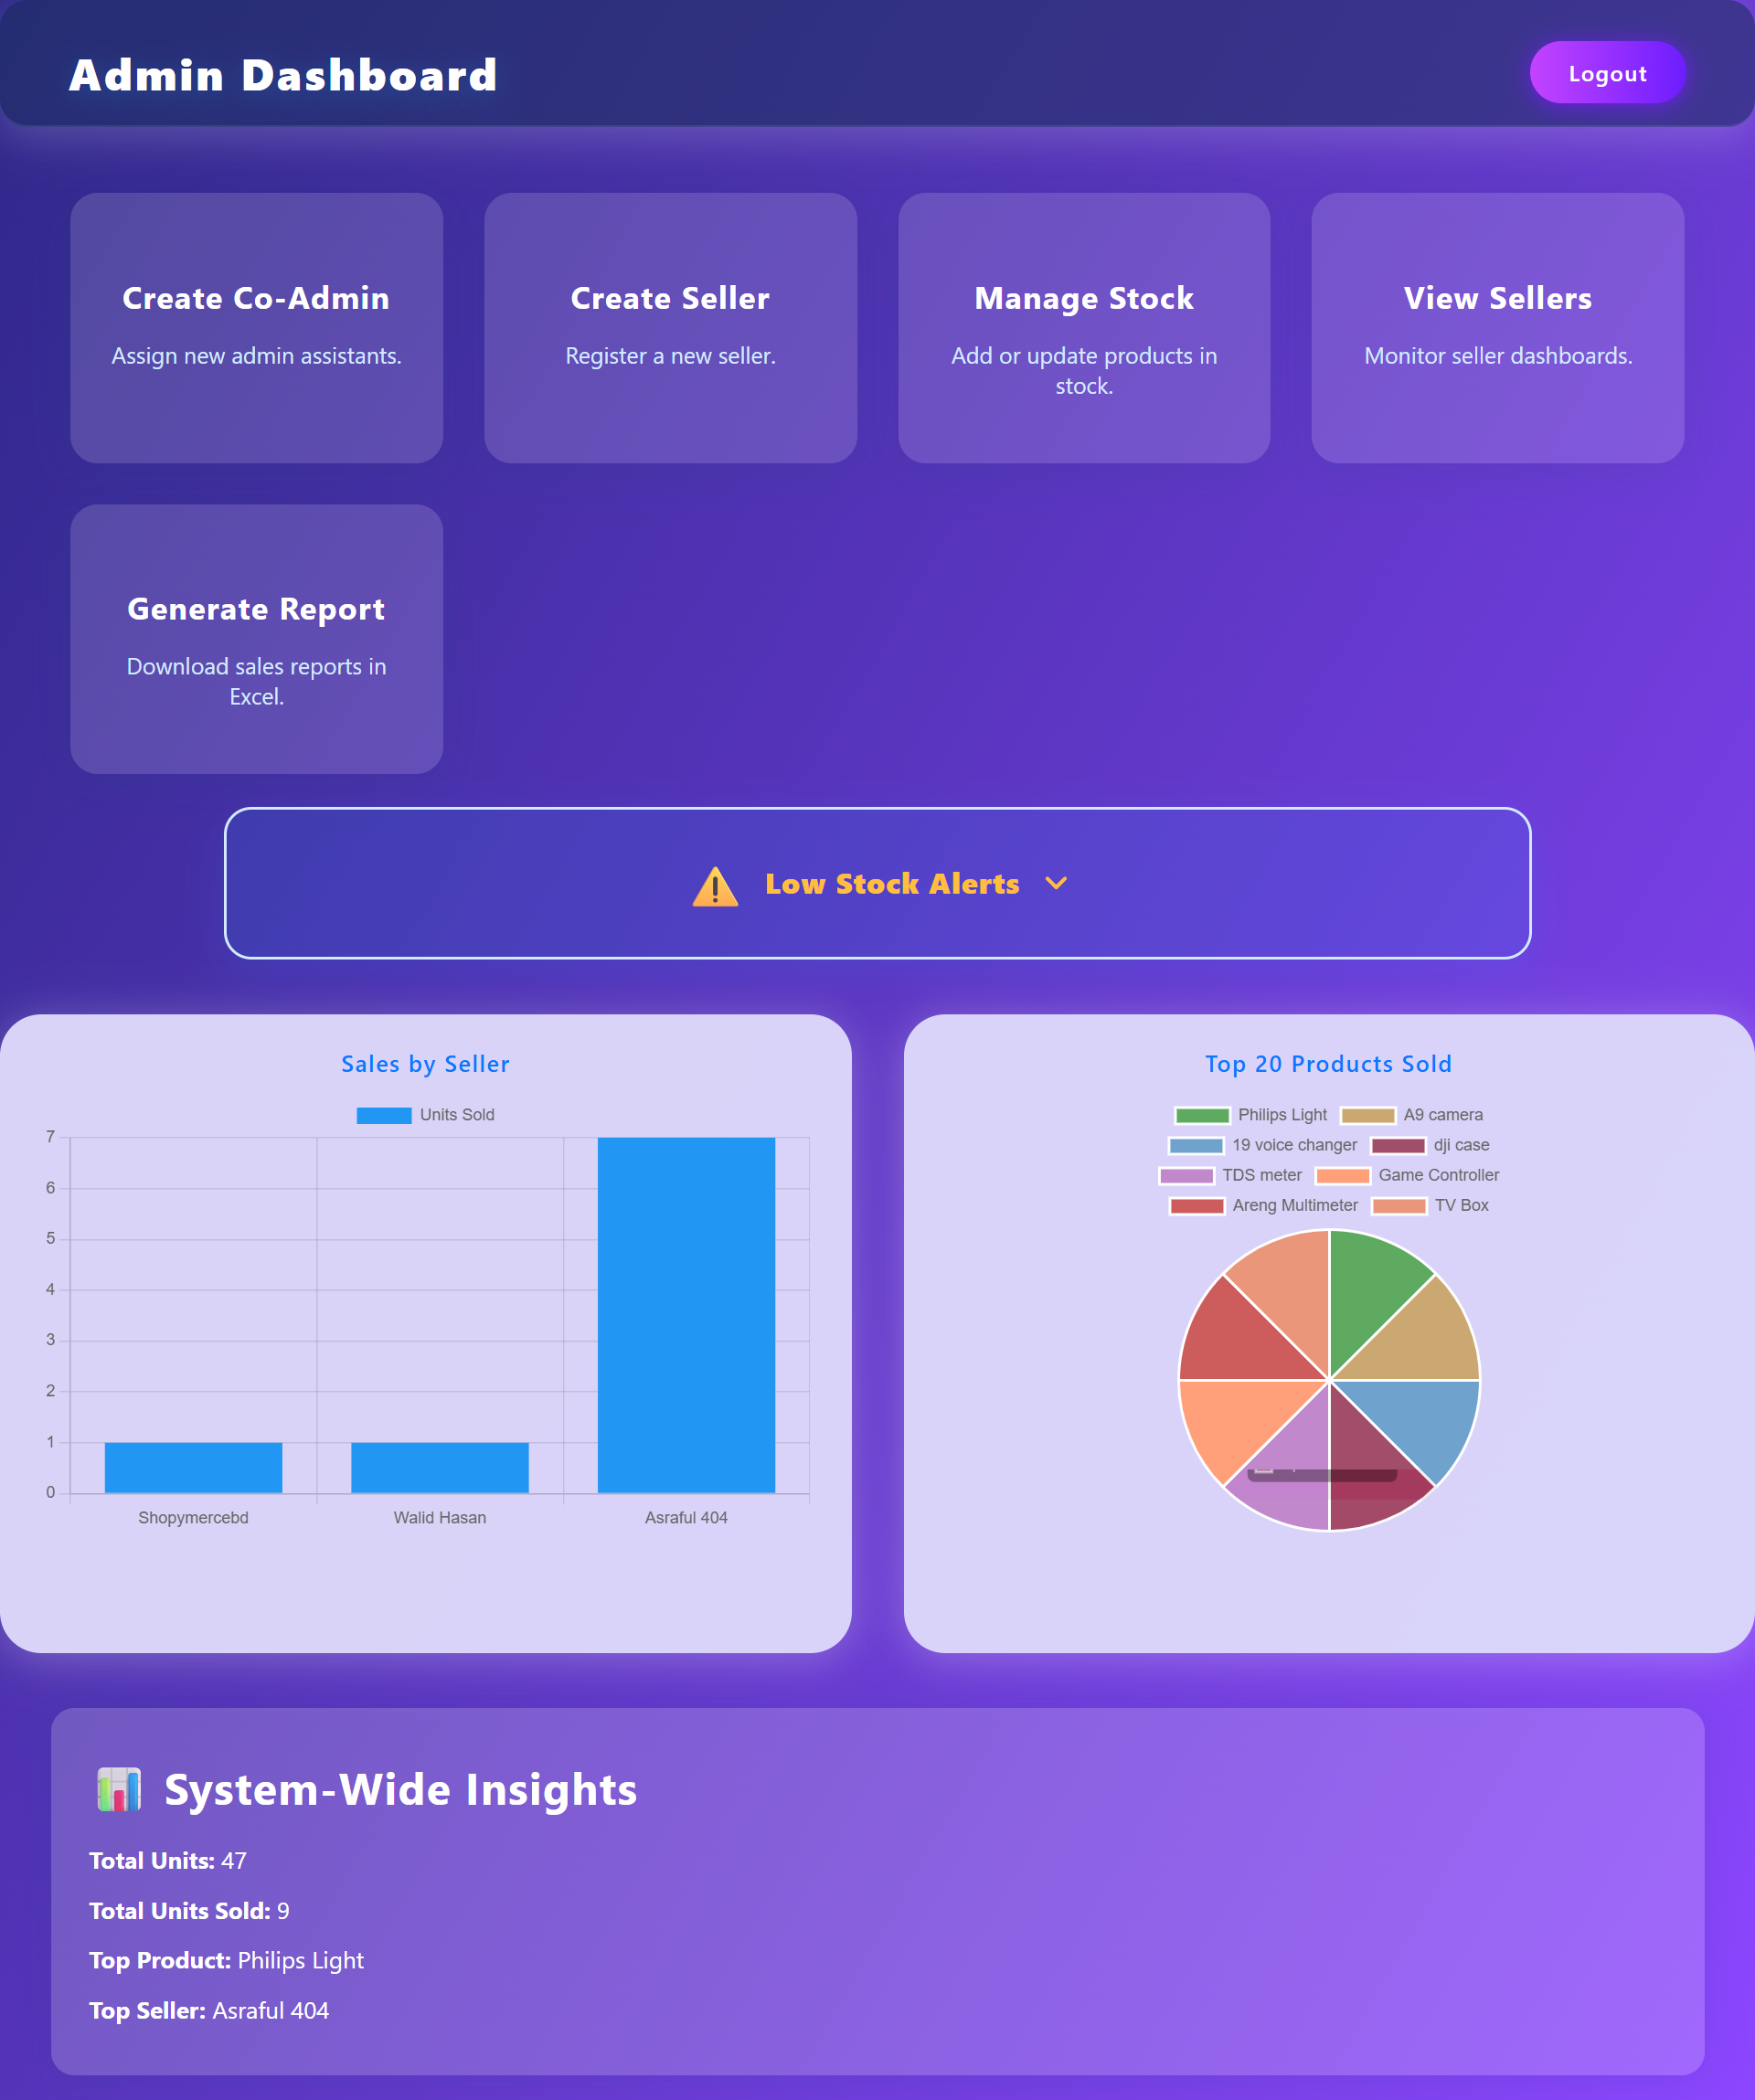 Admin Dashboard
Logout
Create Co-Admin
Assign new admin assistants.
Create Seller
Register a new seller.
Manage Stock
Add or update products in
stock.
View Sellers
Monitor seller dashboards.
Generate Report
Download sales reports in
Excel.
Low Stock Alerts
Sales by Seller
Units Sold
7
6
5
4
3
2
1
0
Shopymercebd
Walid Hasan
Asraful 404
Top 20 Products Sold
Philips Light
A9 camera
19 voice changer
dji case
TDS meter
Game Controller
Areng Multimeter
TV Box
System-Wide Insights
Total Units: 47
Total Units Sold: 9
Top Product: Philips Light
Top Seller: Asraful 404